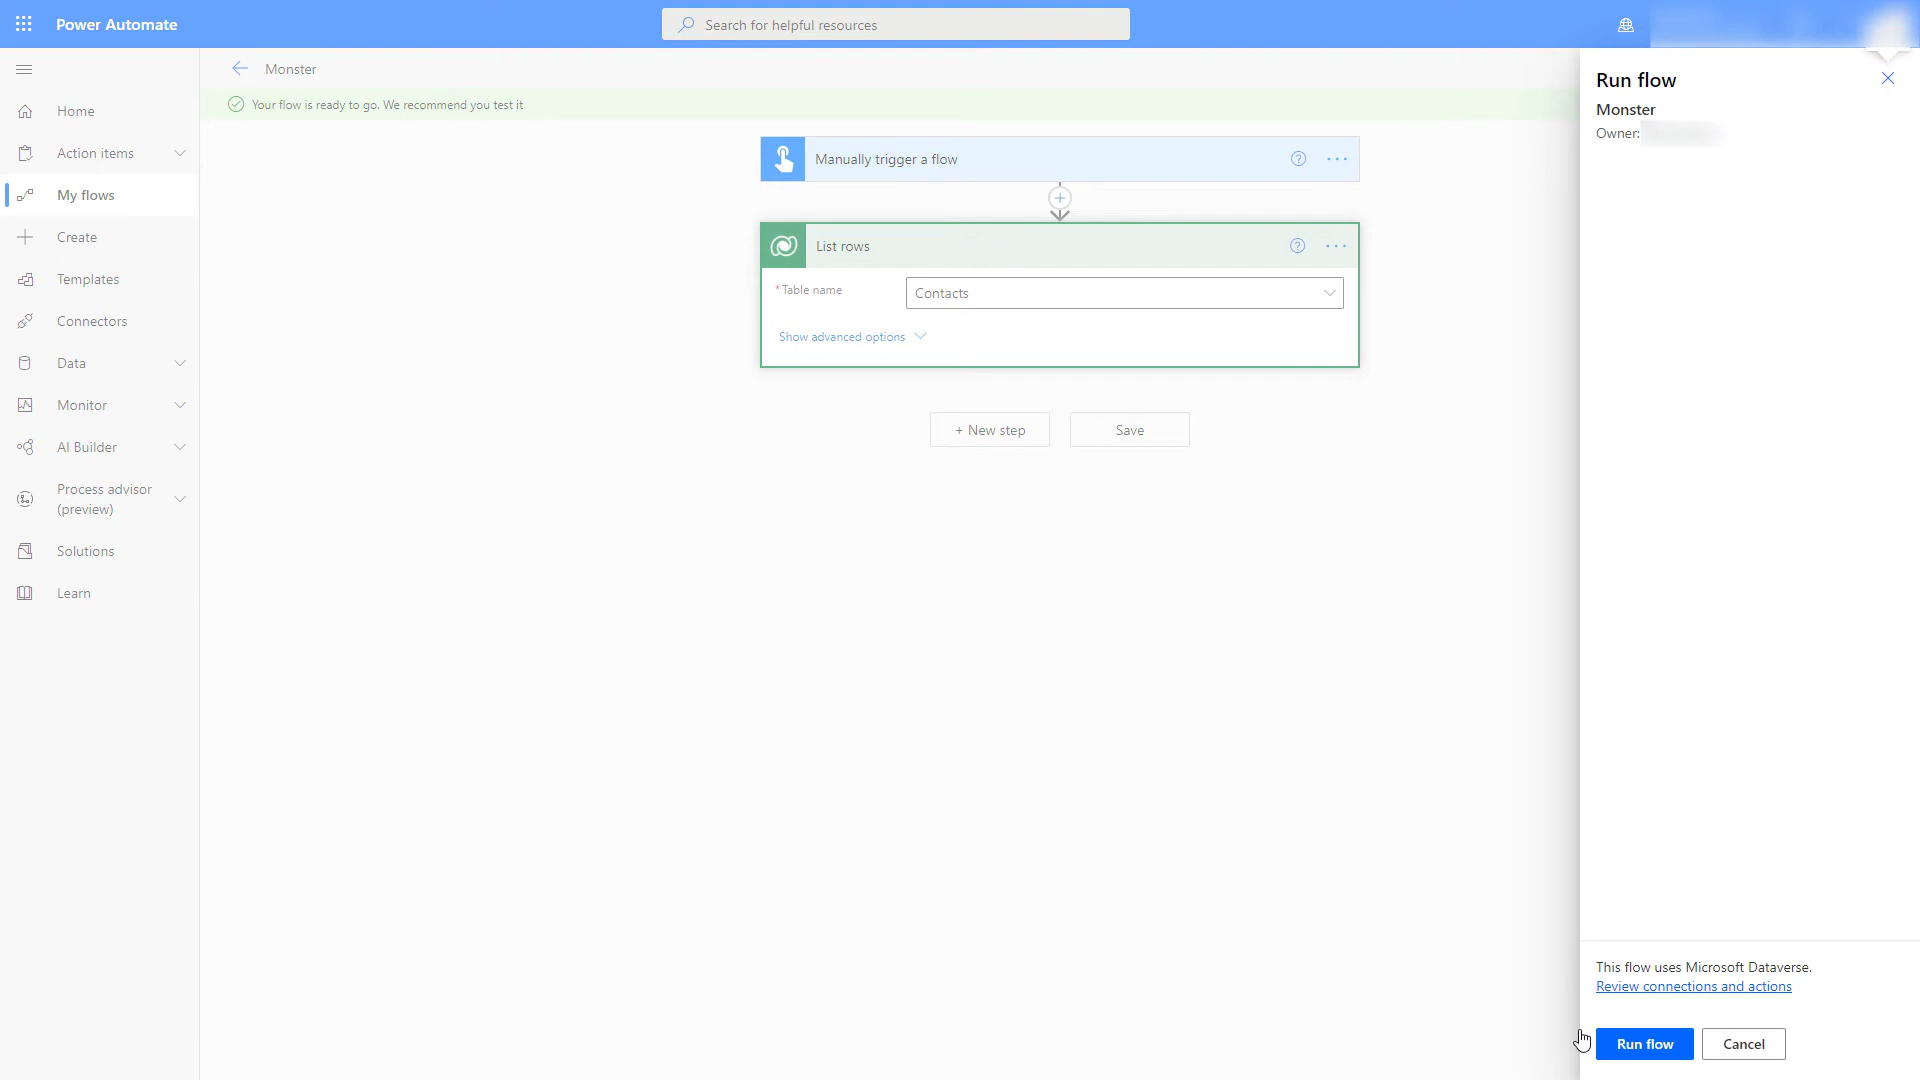 Power Automate
Search for helpful resources
Home
Action items
My flows
Create
Templates
Connectors
Data
Monitor
AI Builder
Process advisor
(preview)
Solutions
Learn
Monster
Your flow is ready to go. We recommend you test it
Manually trigger a flow
List rows
* Table name
Contacts
Show advanced options
+ New step
Save
Run flow
Monster
Owner:
This flow uses Microsoft Dataverse.
Review connections and actions
Run flow
Cancel